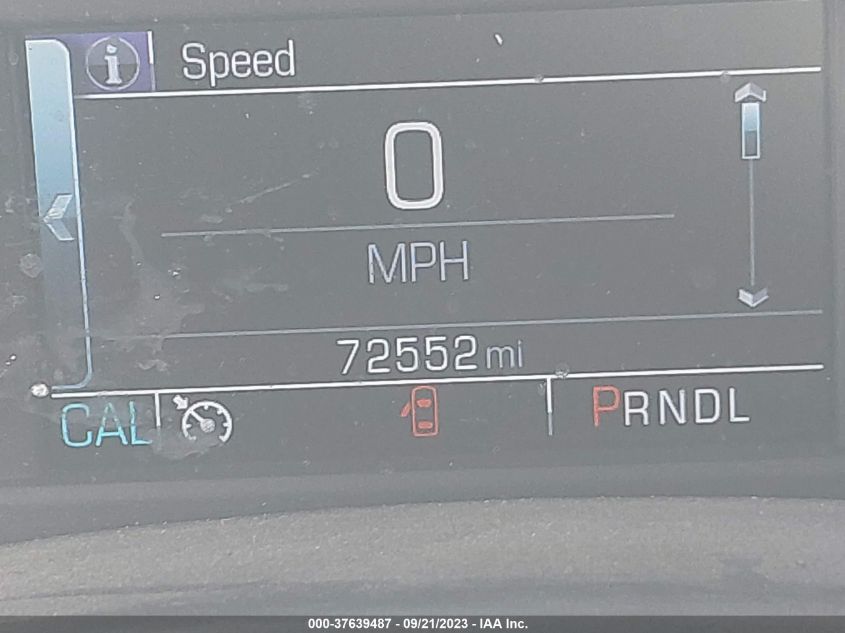 i Speed
0
MPH
72552 mi
CAL PRNDL
000-37639487 - 09/21/2023 - IAA Inc.